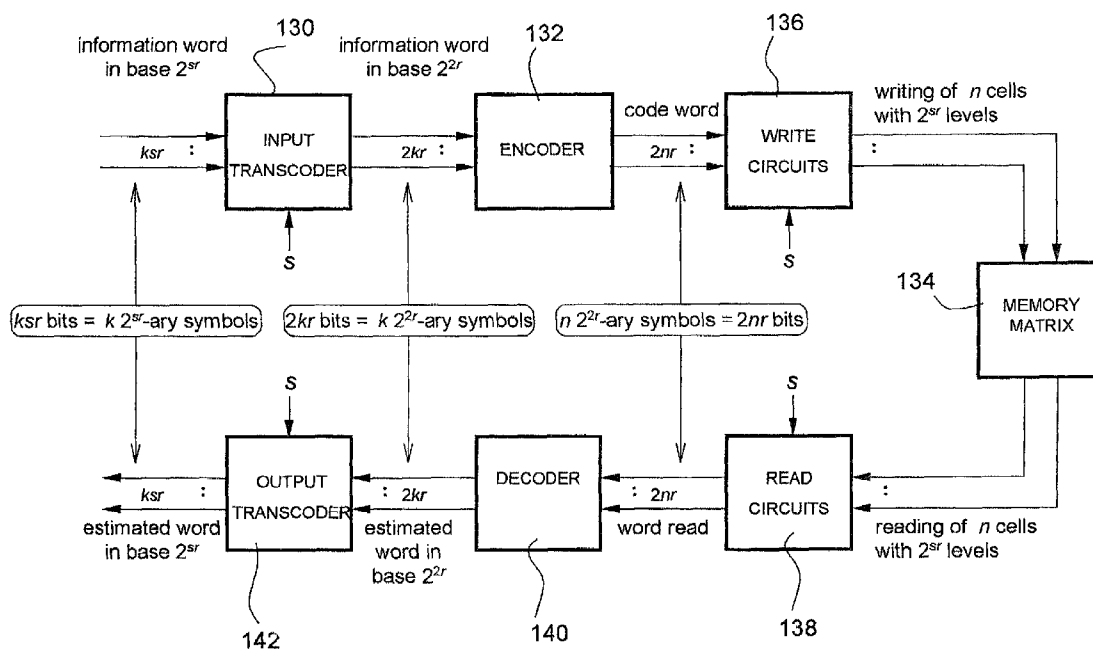 130
132
136
information word
in base 2^sr
information word
in base 2^2r
code word
writing of n cells
with 2^sr levels
ksr :
INPUT
TRANSCODER
2kr :
ENCODER
2nr :
WRITE
CIRCUITS
:
s
s
134
MEMORY
MATRIX
ksr bits = k 2^sr-ary symbols
2kr bits = k 2^2r-ary symbols
n 2^2r-ary symbols = 2nr bits
s
s
ksr :
OUTPUT
TRANSCODER
: 2kr
DECODER
: 2nr
READ
CIRCUITS
:
estimated word
in base 2^sr
estimated
word in
base 2^2r
word read
reading of n cells
with 2^sr levels
142
140
138